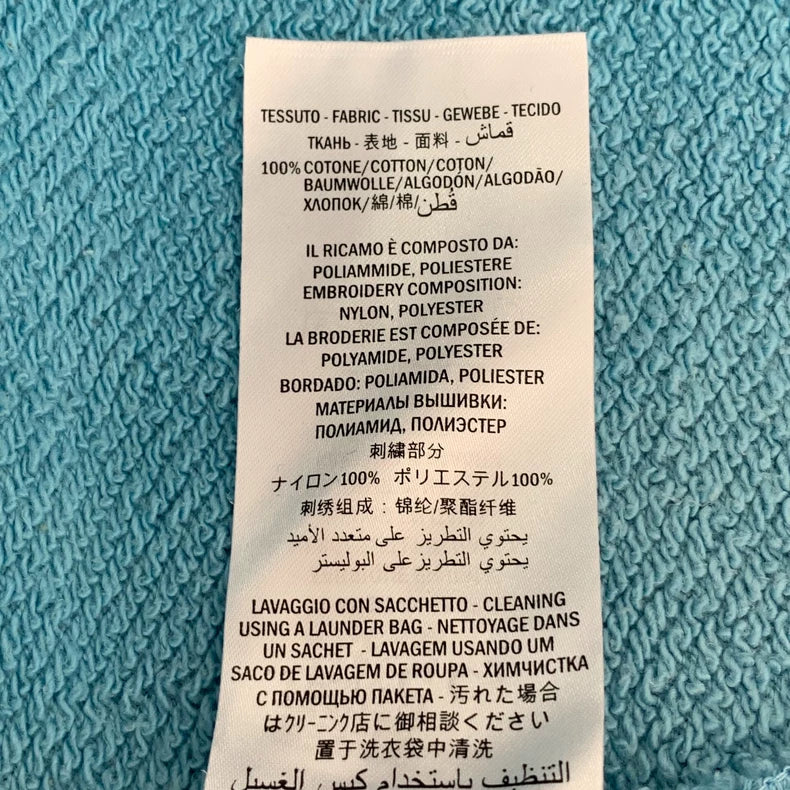 TESSUTO - FABRIC - TISSU - GEWEBE - TECIDO
ТКАНЬ - 表地 - 面料 - قماش
100% COTONE/COTTON/COTON/
BAUMWOLLE/ALGODÓN/ALGODÃO/
ХЛОПОК/綿/棉/قُطن
IL RICAMO È COMPOSTO DA:
POLIAMMIDE, POLIESTERE
EMBROIDERY COMPOSITION:
NYLON, POLYESTER
LA BRODERIE EST COMPOSÉE DE:
POLYAMIDE, POLYESTER
BORDADO: POLIAMIDA, POLIESTER
МАТЕРИАЛЫ ВЫШИВКИ:
ПОЛИАМИД, ПОЛИЭСТЕР
刺繍部分
ナイロン100% ポリエステル100%
刺绣组成：锦纶/聚酯纤维
يحتوي التطريز على متعدد الأميد
يحتوي التطريز على البوليستر
LAVAGGIO CON SACCHETTO - CLEANING
USING A LAUNDER BAG - NETTOYAGE DANS
UN SACHET - LAVAGEM USANDO UM
SACO DE LAVAGEM DE ROUPA - ХИМЧИСТКА
С ПОМОЩЬЮ ПАКЕТА - 汚れた場合
はクリーニング店に御相談ください
置于洗衣袋中清洗
التنظيف باستخدام كيس الغسيل